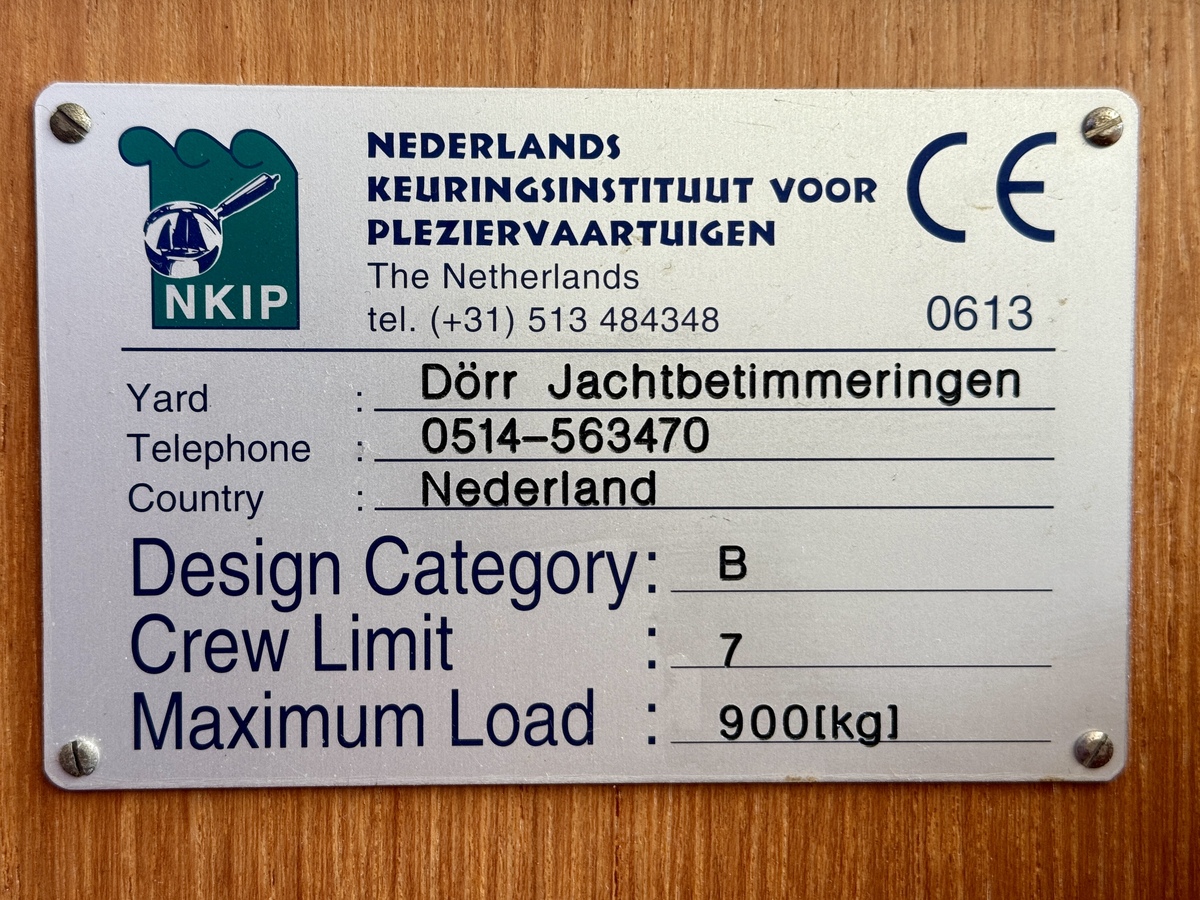 NKIP
NEDERLANDS
KEURINGSINSTITUUT VOOR
PLEZIERVAARTUIGEN
The Netherlands
tel. (+31) 513 484348
CE
0613
Yard : Dörr Jachtbetimmeringen
Telephone : 0514-563470
Country : Nederland
Design Category : B
Crew Limit : 7
Maximum Load : 900[kg]